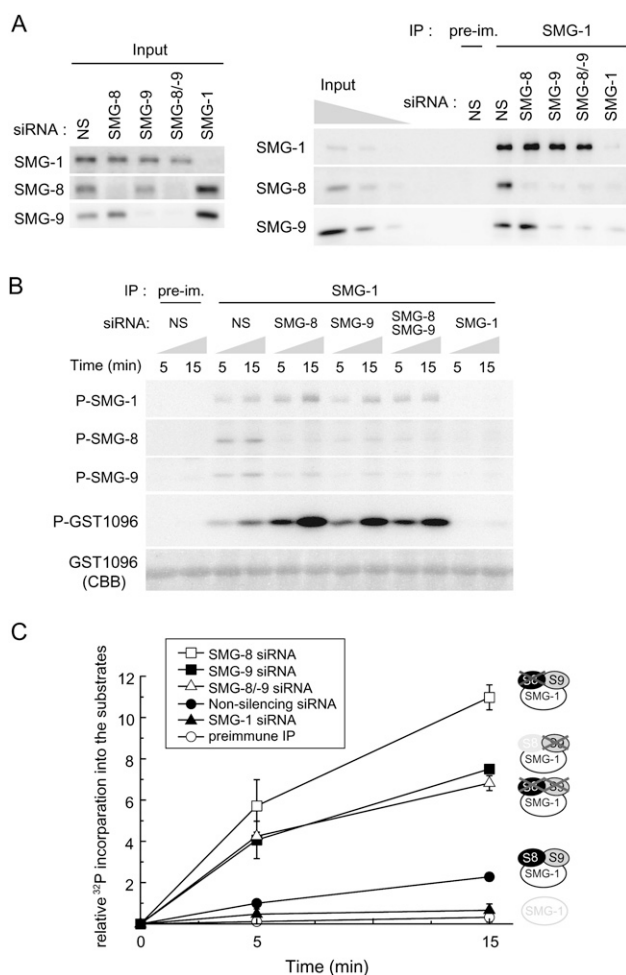 A
Input
siRNA :
NS
SMG-8
SMG-9
SMG-8/-9
SMG-1
SMG-1
SMG-8
SMG-9
IP : pre-im. SMG-1
Input
siRNA:
NS
NS
SMG-8
SMG-9
SMG-8/-9
SMG-1
SMG-1
SMG-8
SMG-9
B
IP : pre-im. SMG-1
siRNA: NS NS SMG-8 SMG-9 SMG-8 SMG-9 SMG-1
Time (min) 5 15 5 15 5 15 5 15 5 15 5 15
P-SMG-1
P-SMG-8
P-SMG-9
P-GST1096
GST1096
(CBB)
C
SMG-8 siRNA
SMG-9 siRNA
SMG-8/-9 siRNA
Non-silencing siRNA
SMG-1 siRNA
preimmune IP
relative 32P incorparation into the substrates
12
10
8
6
4
2
0
0 5 15
Time (min)
S8 S9
SMG-1
S8 S9
SMG-1
S8 S9
SMG-1
S8 S9
SMG-1
SMG-1